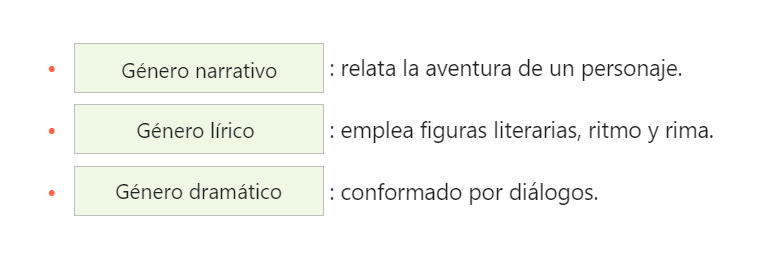 • Género narrativo : relata la aventura de un personaje.
• Género lírico : emplea figuras literarias, ritmo y rima.
• Género dramático : conformado por diálogos.